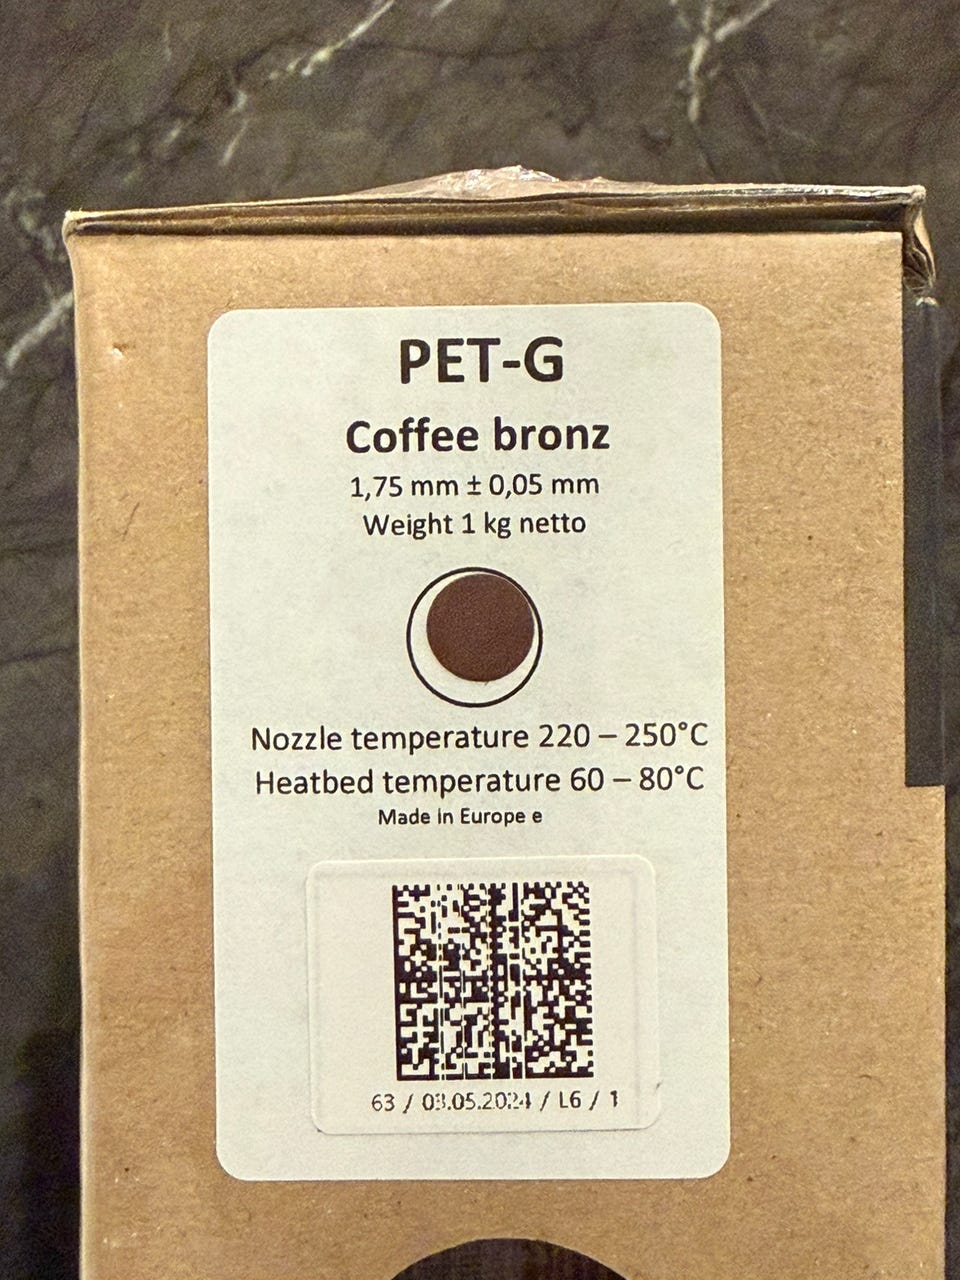 PET-G
Coffee bronz
1,75 mm ± 0,05 mm
Weight 1 kg netto
Nozzle temperature 220 – 250°C
Heatbed temperature 60 – 80°C
Made in Europe e
63 / 03.05.2024 / L6 / 1